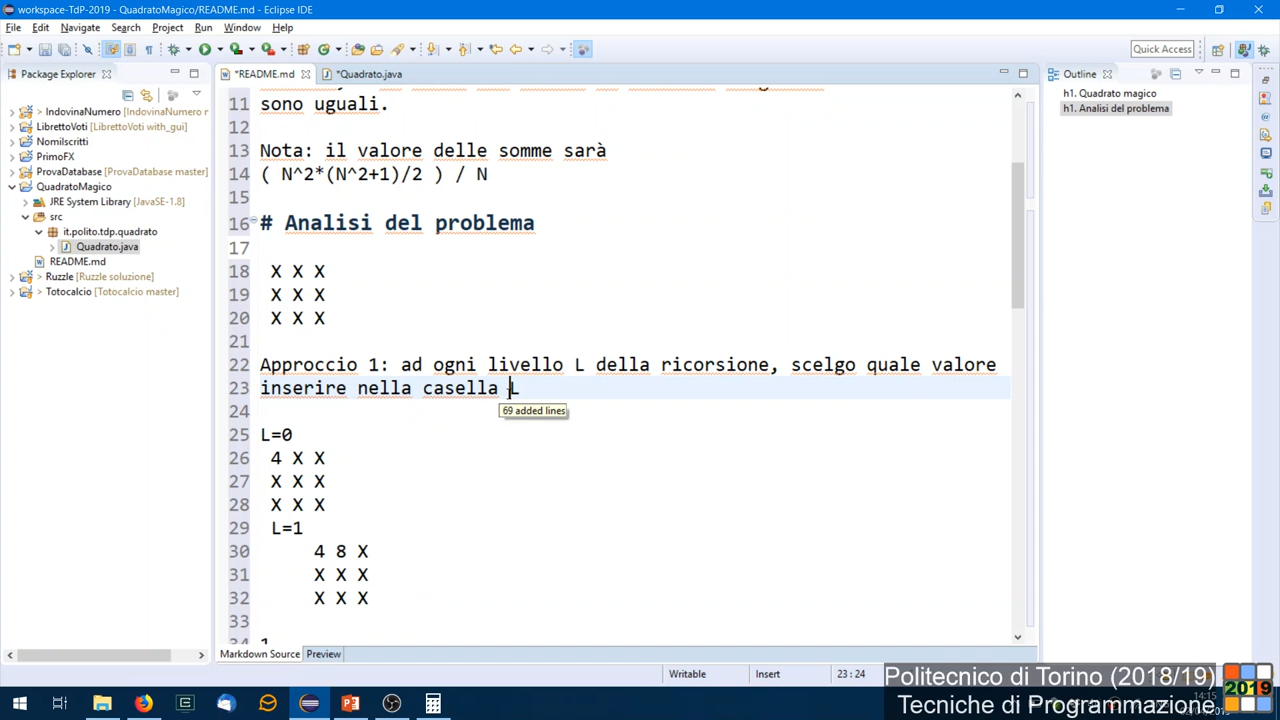 workspace-TdP-2019 - QuadratoMagico/README.md - Eclipse IDE
File Edit Navigate Search Project Run Window Help
Quick Access
Package Explorer
*README.md
*Quadrato.java
Outline
> IndovinaNumero [IndovinaNumero r
LibrettoVoti [LibrettoVoti with_gui]
NomiIscritti
PrimoFX
ProvaDatabase [ProvaDatabase master]
QuadratoMagico
JRE System Library [JavaSE-1.8]
src
it.polito.tdp.quadrato
Quadrato.java
README.md
> Ruzzle [Ruzzle soluzione]
> Totocalcio [Totocalcio master]
11 sono uguali.
12
13 Nota: il valore delle somme sarà
14 ( N^2*(N^2+1)/2 ) / N
15
16 # Analisi del problema
17
18 X X X
19 X X X
20 X X X
21
22 Approccio 1: ad ogni livello L della ricorsione, scelgo quale valore
23 inserire nella casella L
69 added lines
24
25 L=0
26 4 X X
27 X X X
28 X X X
29 L=1
30 4 8 X
31 X X X
32 X X X
33
34 1
h1. Quadrato magico
h1. Analisi del problema
Markdown Source Preview
Writable Insert 23 : 24
Politecnico di Torino (2018/19)
Tecniche di Programmazione
2019
14:15